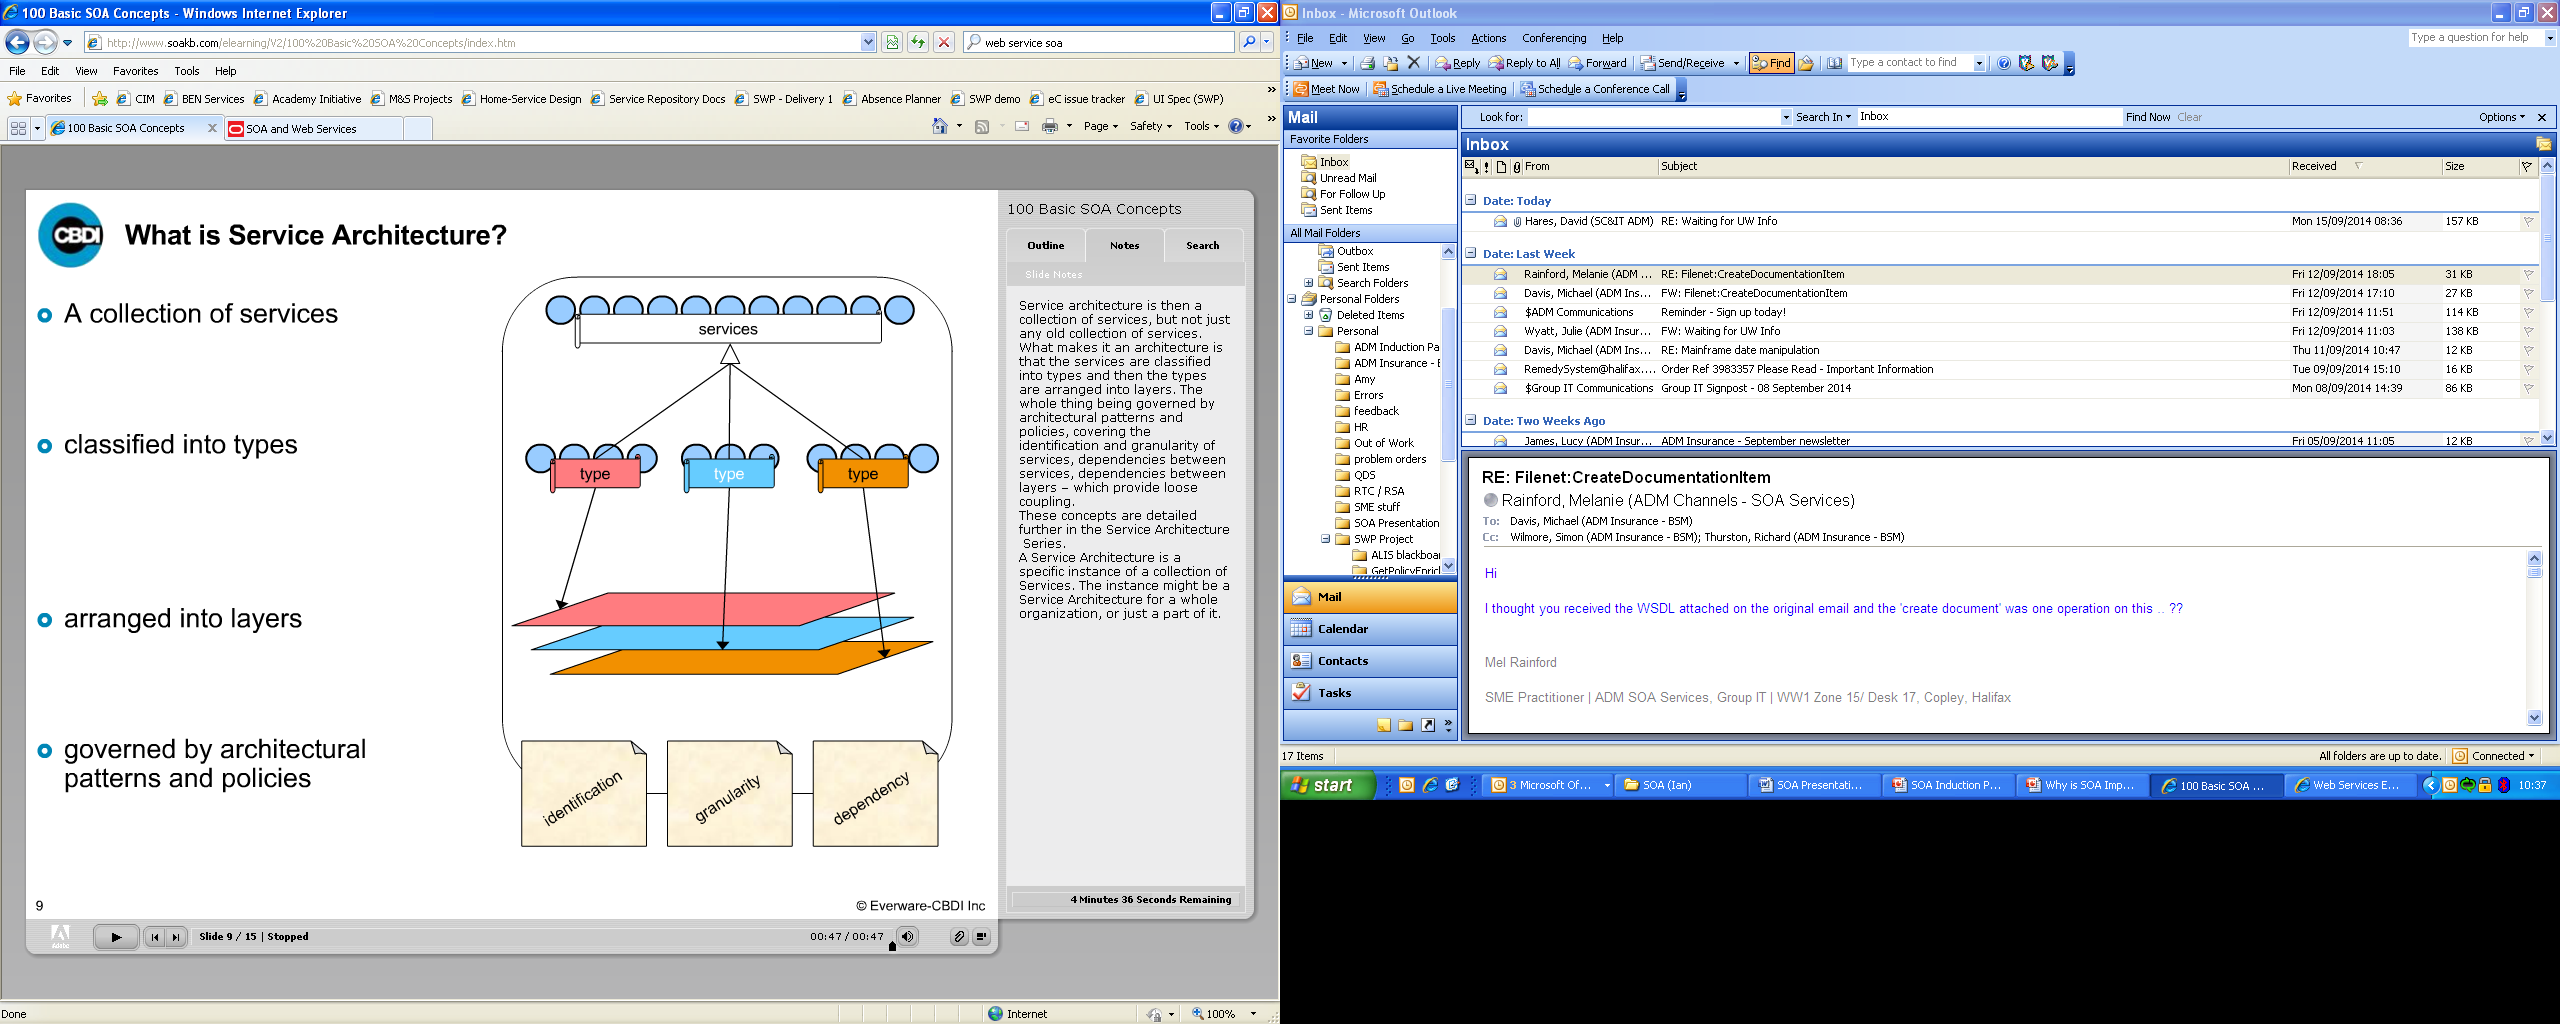 100 Basic SOA Concepts - Windows Internet Explorer
http://www.soakb.com/elearning/V2/100%20Basic%20SOA%20Concepts/index.htm
web service soa
File Edit View Favorites Tools Help
Favorites CIM BEN Services Academy Initiative M&S Projects Home-Service Design Service Repository Docs SWP - Delivery 1 Absence Planner SWP demo eC issue tracker UI Spec (SWP)
100 Basic SOA Concepts SOA and Web Services
Page Safety Tools
CBDI
What is Service Architecture?
A collection of services
classified into types
arranged into layers
governed by architectural
patterns and policies
services
type type type
identification granularity dependency
9
© Everware-CBDI Inc
Adobe
Slide 9 / 15 | Stopped
00:47 / 00:47
100 Basic SOA Concepts
Outline Notes Search
Slide Notes
Service architecture is then a
collection of services, but not just
any old collection of services.
What makes it an architecture is
that the services are classified
into types and then the types
are arranged into layers. The
whole thing being governed by
architectural patterns and
policies, covering the
identification and granularity of
services, dependencies between
services, dependencies between
layers – which provide loose
coupling.
These concepts are detailed
further in the Service Architecture
Series.
A Service Architecture is a
specific instance of a collection of
Services. The instance might be a
Service Architecture for a whole
organization, or just a part of it.
4 Minutes 36 Seconds Remaining
Done
Internet
100%
Inbox - Microsoft Outlook
File Edit View Go Tools Actions Conferencing Help
Type a question for help
New Reply Reply to All Forward Send/Receive Find Type a contact to find
Meet Now Schedule a Live Meeting Schedule a Conference Call
Mail
Favorite Folders
Inbox
Unread Mail
For Follow Up
Sent Items
All Mail Folders
Outbox
Sent Items
Search Folders
Personal Folders
Deleted Items
Personal
ADM Induction Pa
ADM Insurance - E
Amy
Errors
feedback
HR
Out of Work
problem orders
QDS
RTC / RSA
SME stuff
SOA Presentation
SWP Project
ALIS blackboar
GetPolicyEnric
Mail
Calendar
Contacts
Tasks
Look for: Search In Inbox Find Now Clear Options
Inbox
From Subject Received Size
Date: Today
Hares, David (SC&IT ADM) RE: Waiting for UW Info Mon 15/09/2014 08:36 157 KB
Date: Last Week
Rainford, Melanie (ADM ... RE: Filenet:CreateDocumentationItem Fri 12/09/2014 18:05 31 KB
Davis, Michael (ADM Ins... FW: Filenet:CreateDocumentationItem Fri 12/09/2014 17:10 27 KB
$ADM Communications Reminder - Sign up today! Fri 12/09/2014 11:51 114 KB
Wyatt, Julie (ADM Insur... FW: Waiting for UW Info Fri 12/09/2014 11:03 138 KB
Davis, Michael (ADM Ins... RE: Mainframe date manipulation Thu 11/09/2014 10:47 12 KB
RemedySystem@halifax.... Order Ref 3983357 Please Read - Important Information Tue 09/09/2014 15:10 16 KB
$Group IT Communications Group IT Signpost - 08 September 2014 Mon 08/09/2014 14:39 86 KB
Date: Two Weeks Ago
James, Lucy (ADM Insur... ADM Insurance - September newsletter Fri 05/09/2014 11:05 12 KB
RE: Filenet:CreateDocumentationItem
Rainford, Melanie (ADM Channels - SOA Services)
To: Davis, Michael (ADM Insurance - BSM)
Cc: Wilmore, Simon (ADM Insurance - BSM); Thurston, Richard (ADM Insurance - BSM)
Hi
I thought you received the WSDL attached on the original email and the 'create document' was one operation on this .. ??
Mel Rainford
SME Practitioner | ADM SOA Services, Group IT | WW1 Zone 15/ Desk 17, Copley, Halifax
17 Items
All folders are up to date. Connected
start 3 Microsoft Of... SOA (Ian) SOA Presentati... SOA Induction P... Why is SOA Imp... 100 Basic SOA ... Web Services E... 10:37